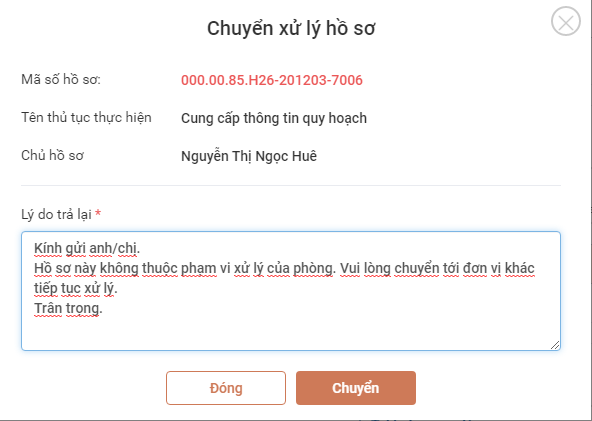 Chuyển xử lý hồ sơ
Mã số hồ sơ: 000.00.85.H26-201203-7006
Tên thủ tục thực hiện Cung cấp thông tin quy hoạch
Chủ hồ sơ Nguyễn Thị Ngọc Huê
Lý do trả lại *
Kính gửi anh/chị.
Hồ sơ này không thuộc phạm vi xử lý của phòng. Vui lòng chuyển tới đơn vị khác
tiếp tục xử lý.
Trân trọng.
Đóng Chuyển